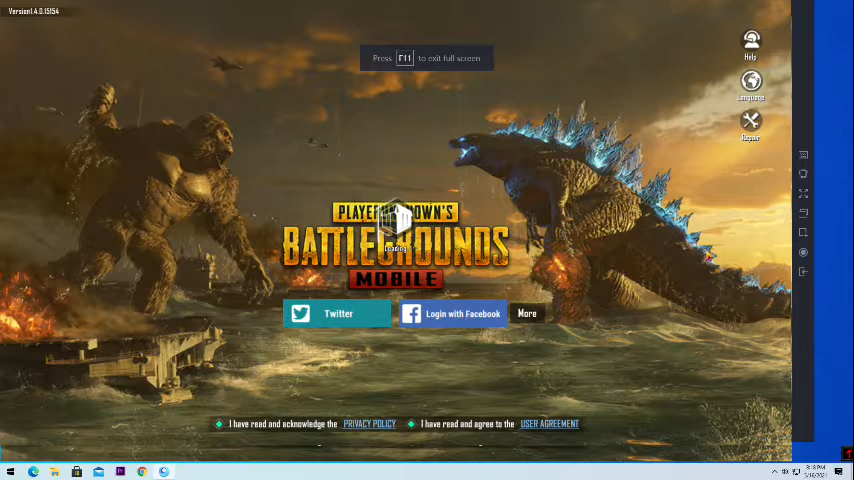 Version1.4.0.15154
Press F11 to exit full screen
Help
Language
Repair
BATTLEGROUNDS
Loading
MOBILE
Twitter
Login with Facebook
More
I have read and acknowledge the PRIVACY POLICY
I have read and agree to the USER AGREEMENT